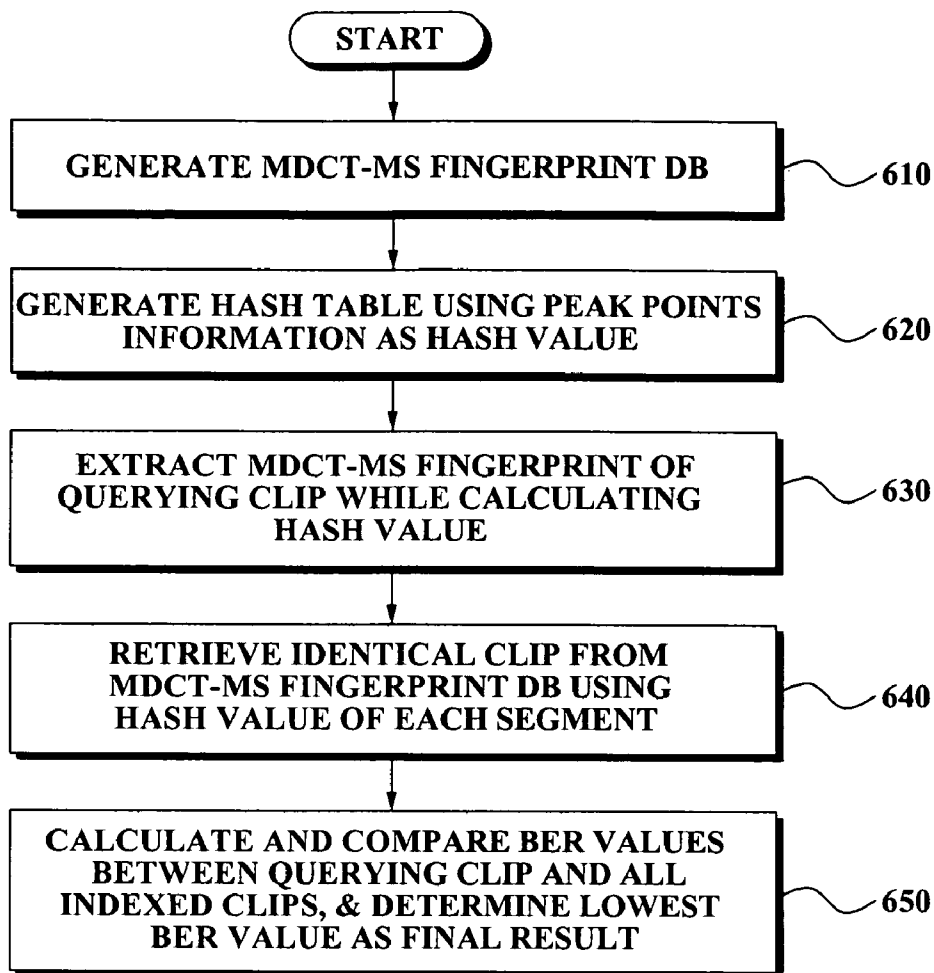 START
GENERATE MDCT-MS FINGERPRINT DB
610
GENERATE HASH TABLE USING PEAK POINTS
INFORMATION AS HASH VALUE
620
EXTRACT MDCT-MS FINGERPRINT OF
QUERYING CLIP WHILE CALCULATING
HASH VALUE
630
RETRIEVE IDENTICAL CLIP FROM
MDCT-MS FINGERPRINT DB USING
HASH VALUE OF EACH SEGMENT
640
CALCULATE AND COMPARE BER VALUES
BETWEEN QUERYING CLIP AND ALL
INDEXED CLIPS, & DETERMINE LOWEST
BER VALUE AS FINAL RESULT
650